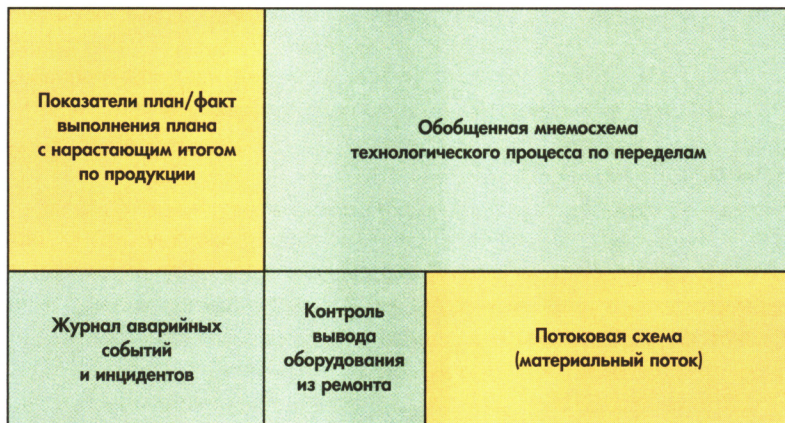 Показатели план/факт
выполнения плана
с нарастающим итогом
по продукции
Обобщенная мнемосхема
технологического процесса по переделам
Журнал аварийных
событий
и инцидентов
Контроль
вывода
оборудования
из ремонта
Потоковая схема
(материальный поток)